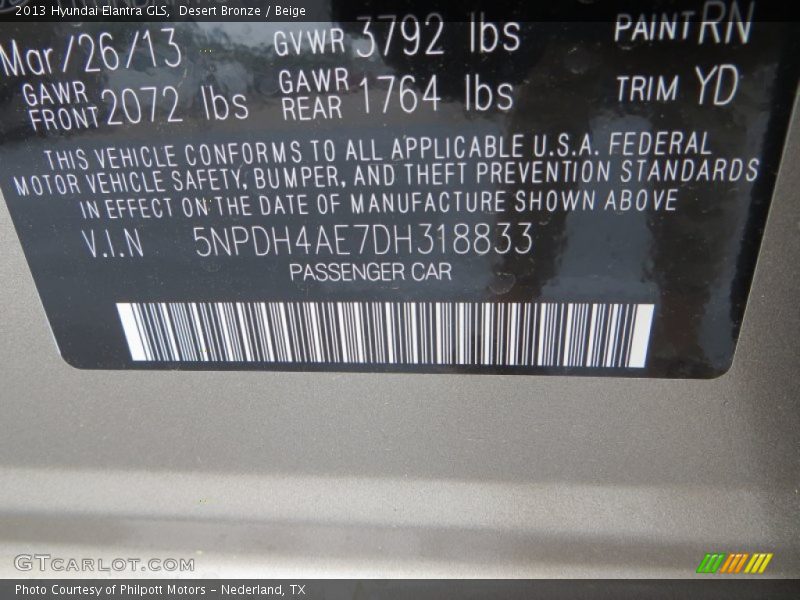 2013 Hyundai Elantra GLS, Desert Bronze / Beige
Mar/26/13 GVWR 3792 lbs PAINT RN
GAWR FRONT 2072 lbs GAWR REAR 1764 lbs TRIM YD
THIS VEHICLE CONFORMS TO ALL APPLICABLE U.S.A. FEDERAL
MOTOR VEHICLE SAFETY, BUMPER, AND THEFT PREVENTION STANDARDS
IN EFFECT ON THE DATE OF MANUFACTURE SHOWN ABOVE
V.I.N 5NPDH4AE7DH318833
PASSENGER CAR
GTCARLOT.COM
Photo Courtesy of Philpott Motors - Nederland, TX